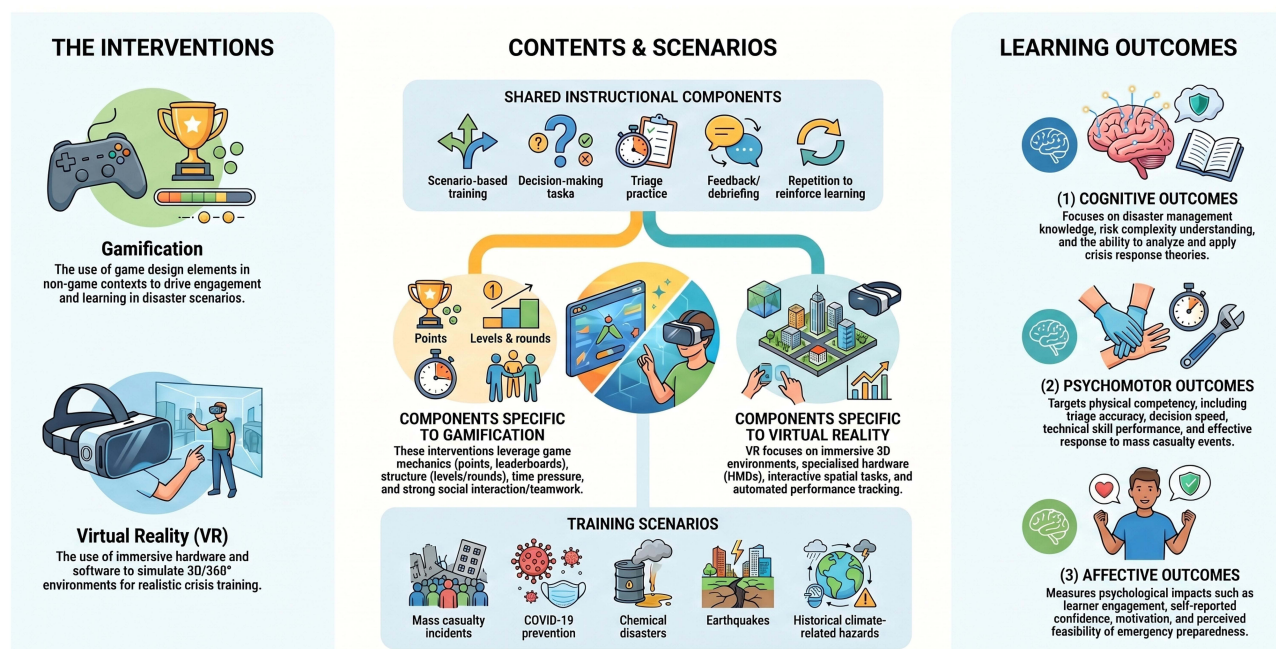 THE INTERVENTIONS
Gamification
The use of game design elements in
non-game contexts to drive engagement
and learning in disaster scenarios.
Virtual Reality (VR)
The use of immersive hardware and
software to simulate 3D/360°
environments for realistic crisis training.
CONTENTS & SCENARIOS
SHARED INSTRUCTIONAL COMPONENTS
Scenario-based
training
Decision-making
taska
Triage
practice
Feedback/
debriefing
Repetition to
reinforce learning
1
Points
Levels & rounds
COMPONENTS SPECIFIC
TO GAMIFICATION
These interventions leverage game
mechanics (points, leaderboards),
structure (levels/rounds), time pressure,
and strong social interaction/teamwork.
COMPONENTS SPECIFIC
TO VIRTUAL REALITY
VR focuses on immersive 3D
environments, specialised hardware
(HMDs), interactive spatial tasks, and
automated performance tracking.
TRAINING SCENARIOS
Mass casualty
incidents
COVID-19
prevention
Chemical
disasters
Earthquakes
Historical climate-
related hazards
LEARNING OUTCOMES
(1) COGNITIVE OUTCOMES
Focuses on disaster management
knowledge, risk complexity understanding,
and the ability to analyze and apply
crisis response theories.
(2) PSYCHOMOTOR OUTCOMES
Targets physical competency, including
triage accuracy, decision speed,
technical skill performance, and effective
response to mass casualty events.
(3) AFFECTIVE OUTCOMES
Measures psychological impacts such as
learner engagement, self-reported
confidence, motivation, and perceived
feasibility of emergency preparedness.